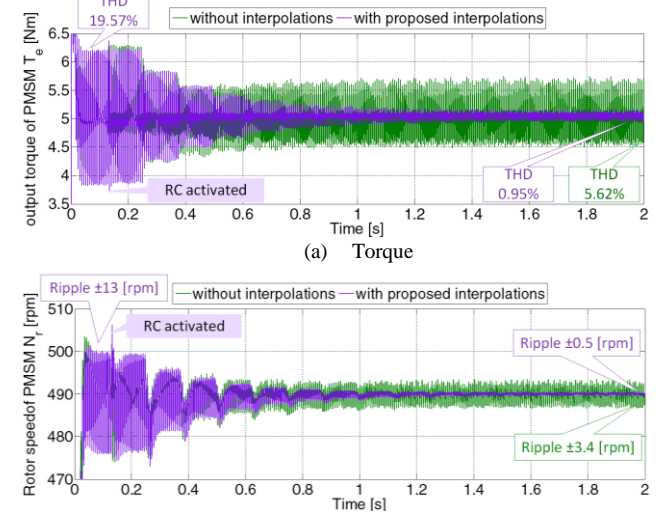 THD
19.57%
without interpolations
with proposed interpolations
output torque of PMSM T_e [Nm]
6.5
6
5.5
5
4.5
4
3.5
RC activated
THD
0.95%
THD
5.62%
0 0.2 0.4 0.6 0.8 1 1.2 1.4 1.6 1.8 2
Time [s]
(a) Torque
Ripple ±13 [rpm]
without interpolations
with proposed interpolations
Rotor speedof PMSM N_r [rpm]
510
500
490
480
470
RC activated
Ripple ±0.5 [rpm]
Ripple ±3.4 [rpm]
0 0.2 0.4 0.6 0.8 1 1.2 1.4 1.6 1.8 2
Time [s]